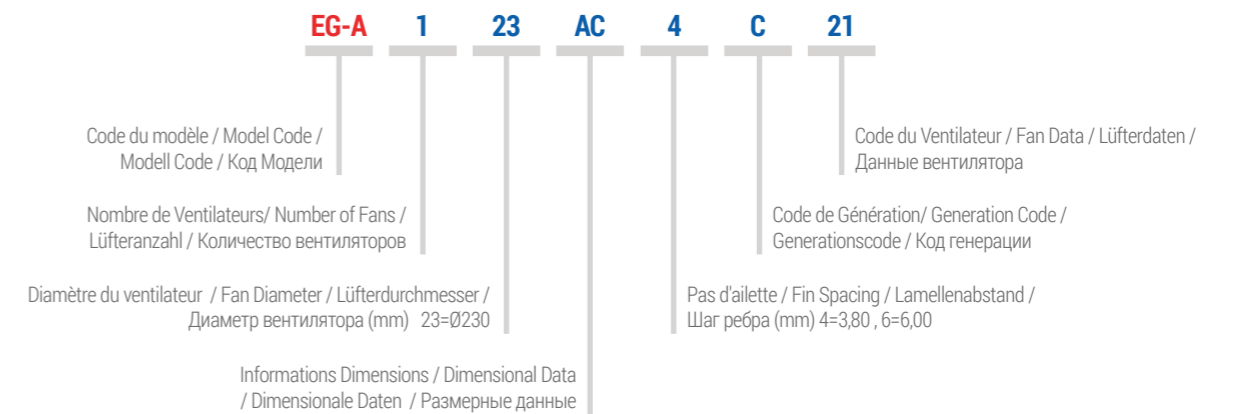 EG-A 1 23 AC 4 C 21
Code du modèle / Model Code /
Modell Code / Код Модели
Code du Ventilateur / Fan Data / Lüfterdaten /
Данные вентилятора
Nombre de Ventilateurs/ Number of Fans /
Lüfteranzahl / Количество вентиляторов
Code de Génération/ Generation Code /
Generationscode / Код генерации
Diamètre du ventilateur / Fan Diameter / Lüfterdurchmesser /
Диаметр вентилятора (mm) 23=Ø230
Pas d'ailette / Fin Spacing / Lamellenabstand /
Шаг ребра (mm) 4=3,80 , 6=6,00
Informations Dimensions / Dimensional Data
/ Dimensionale Daten / Размерные данные